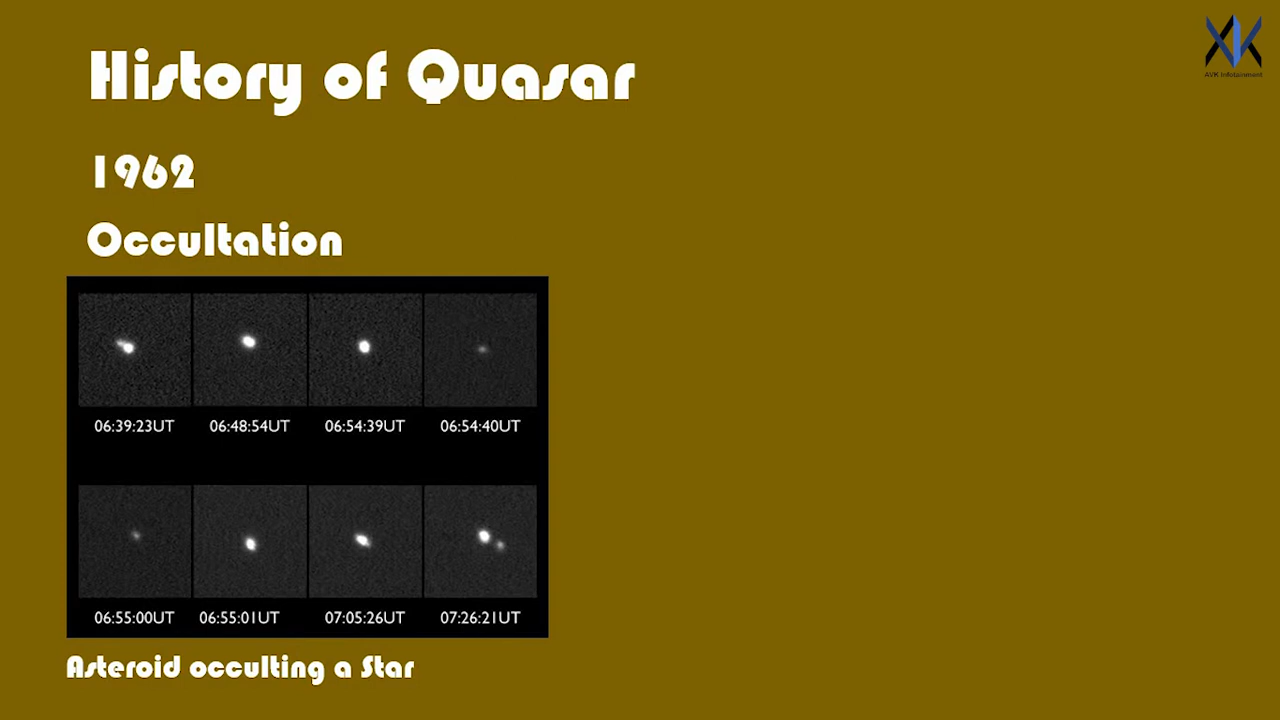 History of Quasar
AVK Infotainment
1962
Occultation
06:39:23UT 06:48:54UT 06:54:39UT 06:54:40UT
06:55:00UT 06:55:01UT 07:05:26UT 07:26:21UT
Asteroid occulting a Star